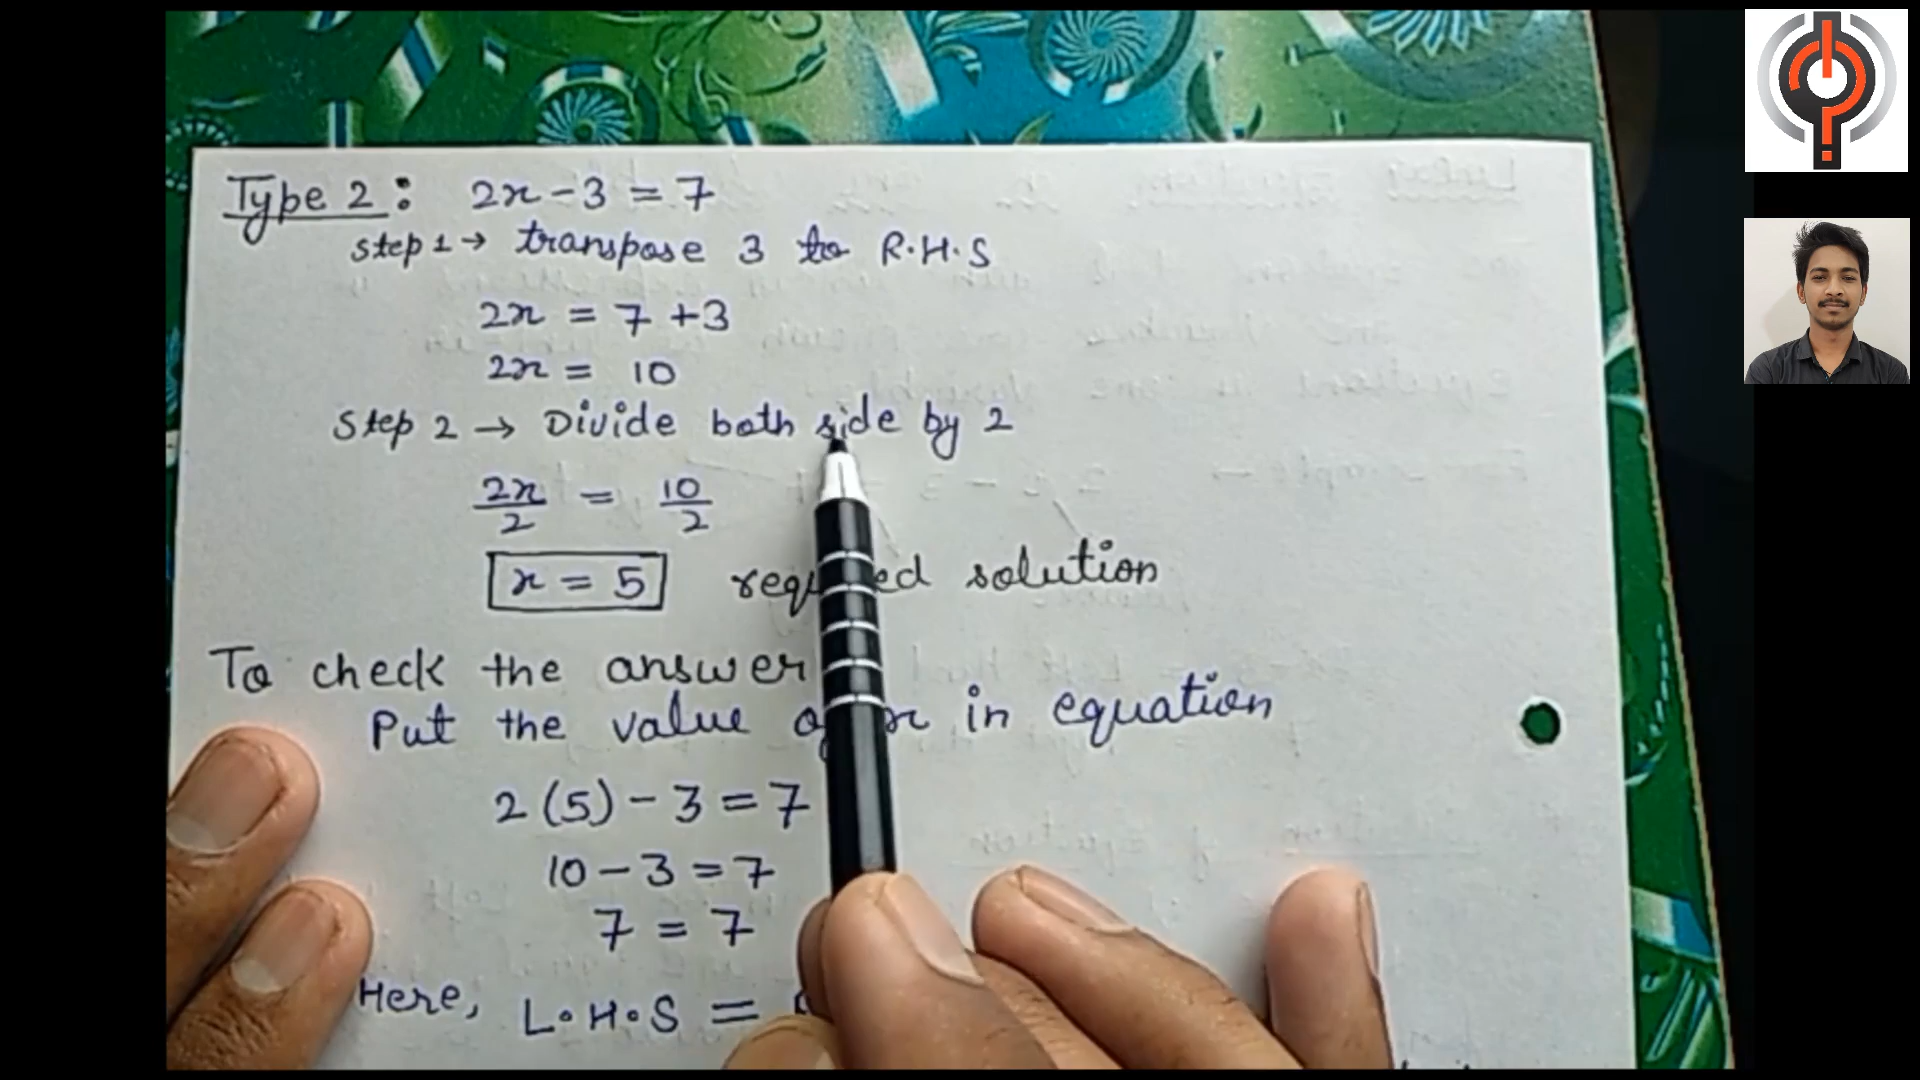 Type 2: 2x - 3 = 7
Step 1 → transpose 3 to R.H.S
2x = 7 + 3
2x = 10
Step 2 → Divide both side by 2
2x/2 = 10/2
x = 5 solution
To check the answer
Put the value x in equation
2 (5) - 3 = 7
10 - 3 = 7
7 = 7
Here, L.H.S =